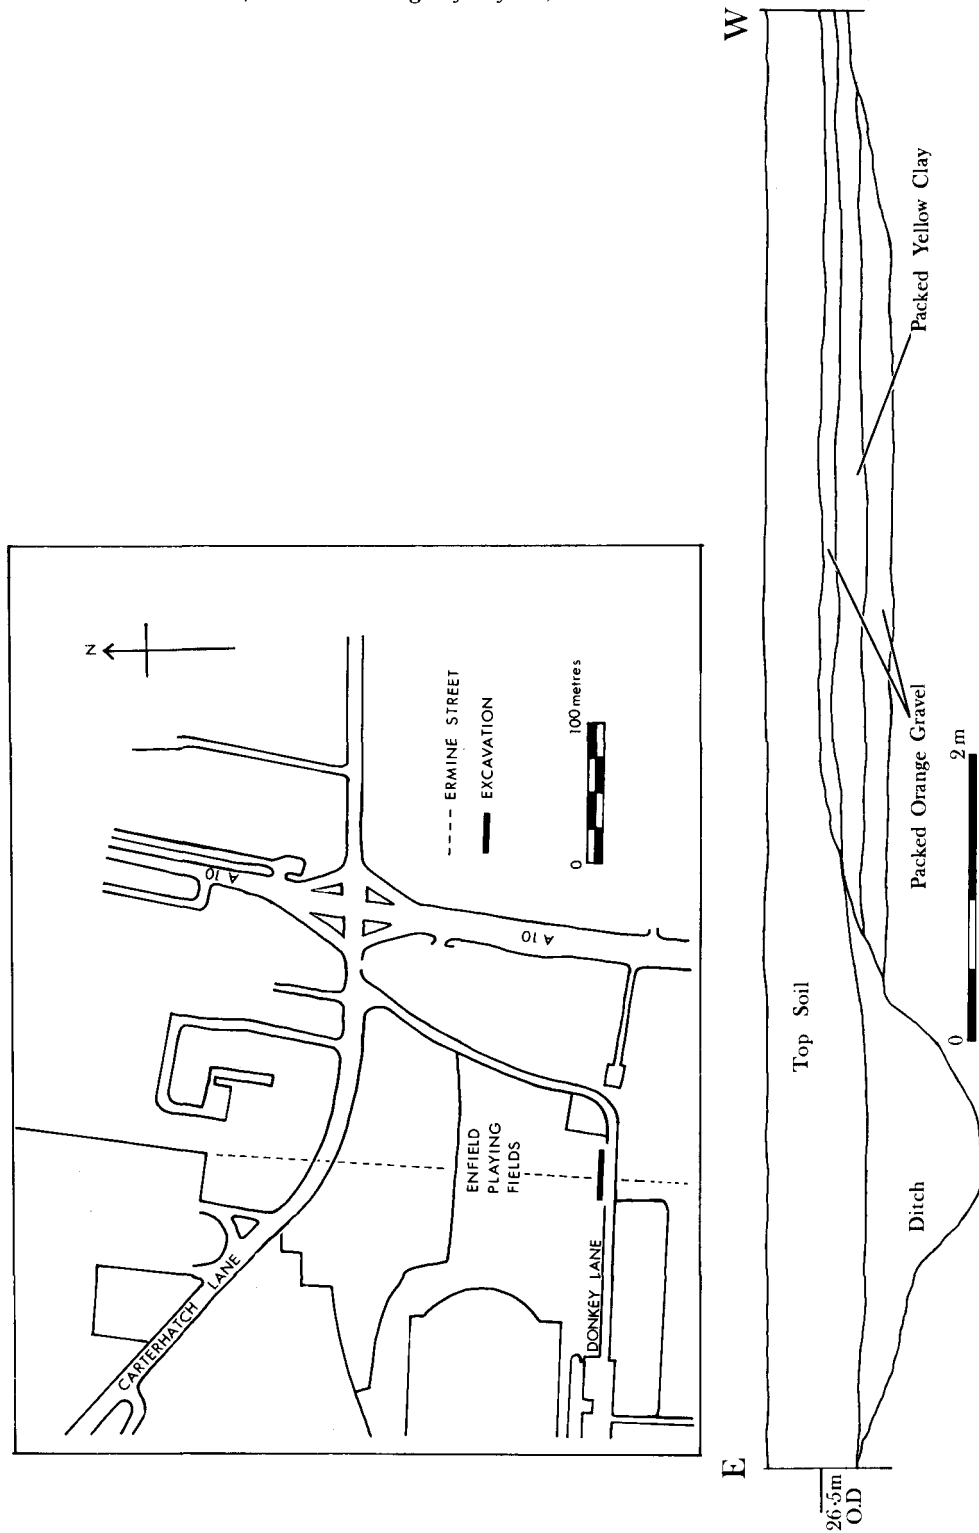 N
A 10
CARTERHATCH LANE
A 10
ENFIELD
PLAYING
FIELDS
DONKEY LANE
---- ERMINE STREET
EXCAVATION
0 100 metres
E
W
26·5m
O.D
Top Soil
Ditch
Packed Orange Gravel
Packed Yellow Clay
0 2 m